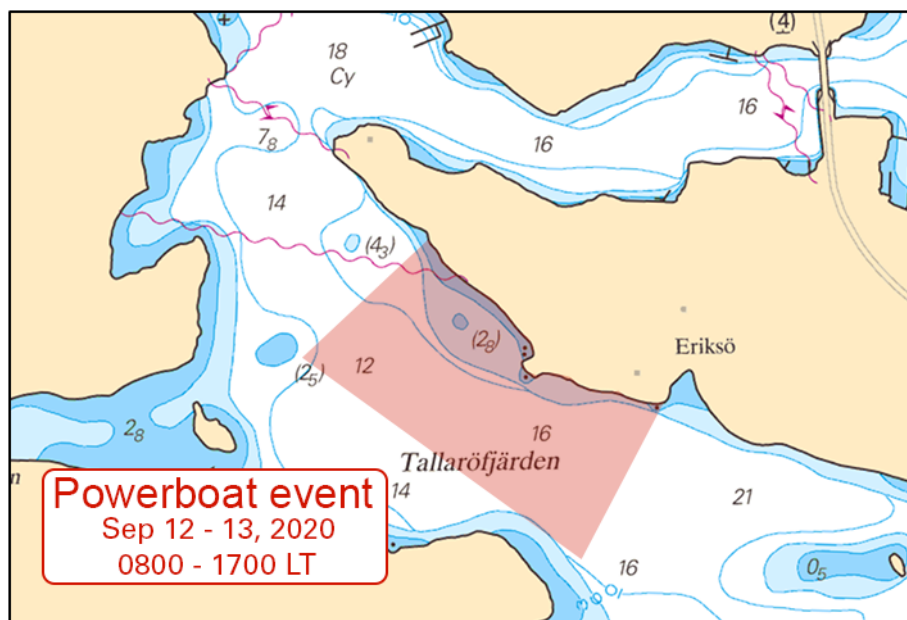 (4)
18
Cy
16
16
7₈
14
(4₃)
(2₈)
Eriksö
12
(2₅)
2₈
16
Tallaröfjärden
14
21
n
Powerboat event
Sep 12 - 13, 2020
0800 - 1700 LT
16
0₅